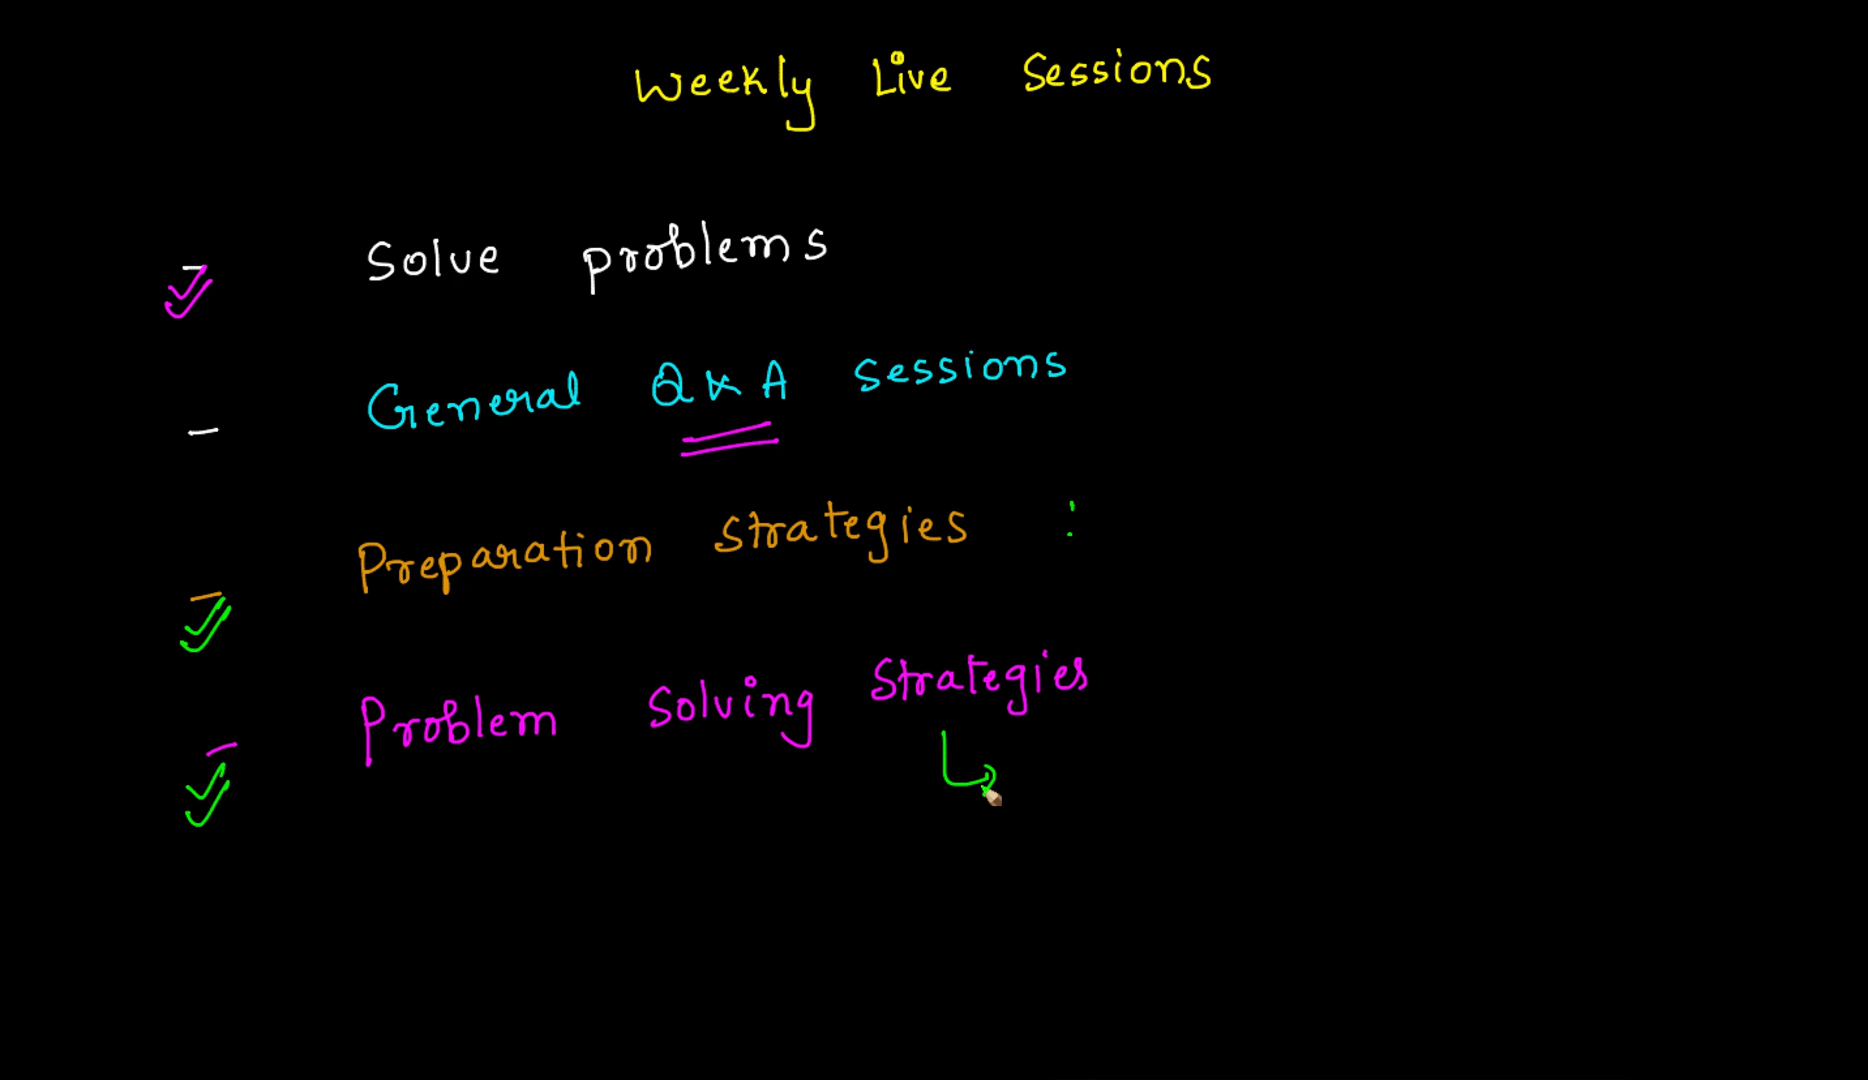 Weekly Live Sessions
- Solve problems
- General Q & A sessions
- Preparation Strategies :
- Problem Solving Strategies